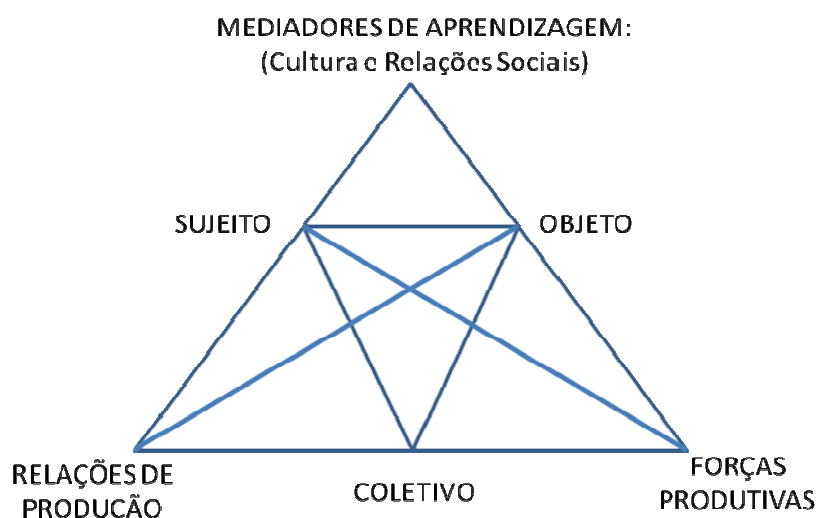 MEDIADORES DE APRENDIZAGEM:
(Cultura e Relações Sociais)
SUJEITO
OBJETO
RELAÇÕES DE
PRODUCÃO
COLETIVO
FORÇAS
PRODUTIVAS